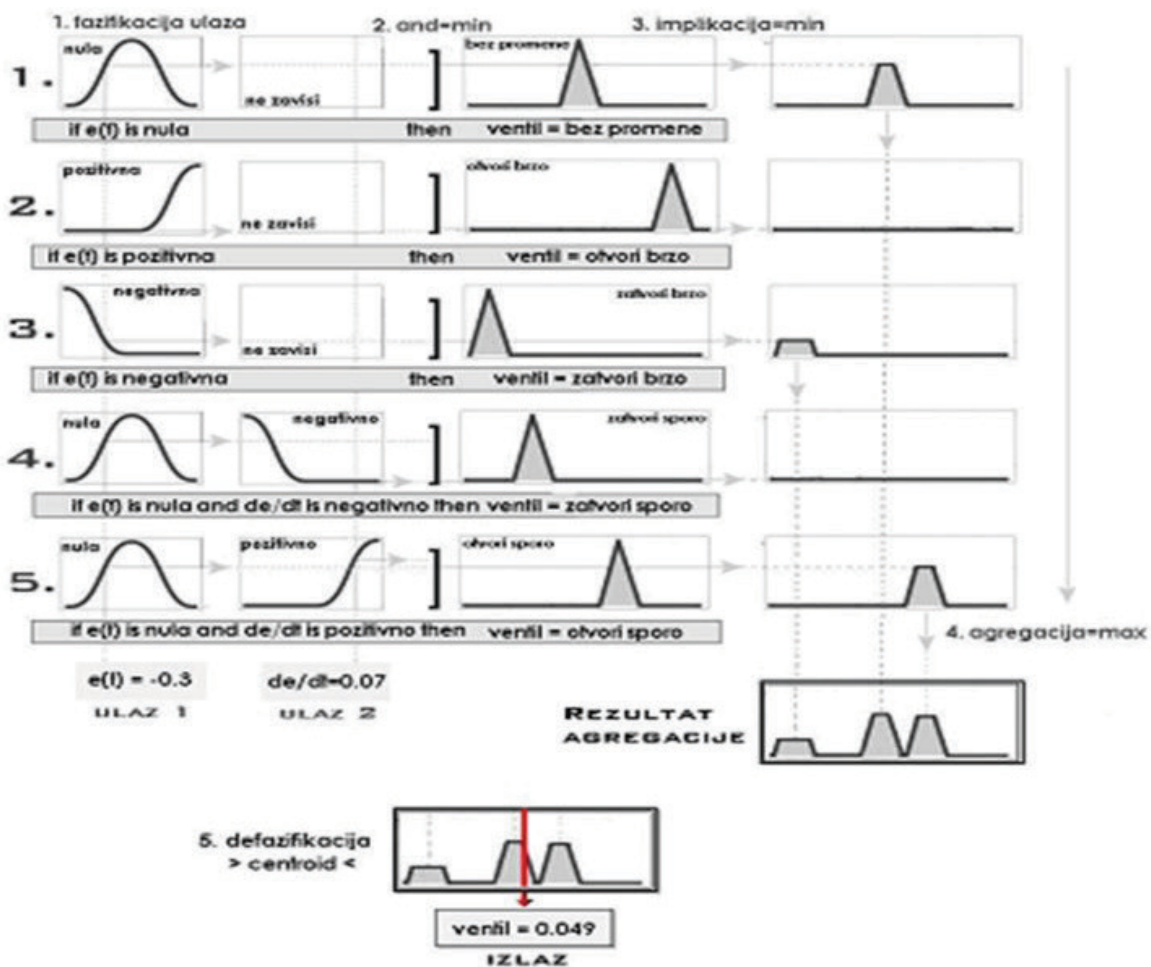 1. fazifikacija ulaza
2. and=min
3. implikacija=min
1.
nula
ne zavisi
bez promene
if e(t) is nula then ventil = bez promene
2.
pozitivna
ne zavisi
otvori brzo
if e(t) is pozitivna then ventil = otvori brzo
3.
negativna
ne zavisi
zatvori brzo
if e(t) is negativna then ventil = zatvori brzo
4.
nula
negativno
zatvori sporo
if e(t) is nula and de/dt is negativno then ventil = zatvori sporo
5.
nula
pozitivno
otvori sporo
if e(t) is nula and de/dt is pozitivno then ventil = otvori sporo
4. agregacija=max
e(t) = -0.3
de/dt=0.07
ULAZ 1
ULAZ 2
REZULTAT
AGREGACIJE
5. defazifikacija
> centroid <
ventil = 0.049
IZLAZ